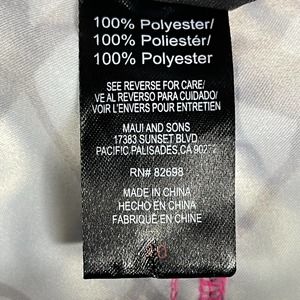 100% Polyester/
100% Poliestér/
100% Polyester
SEE REVERSE FOR CARE/
VE AL REVERSO PARA CUIDADO/
VOIR L'ENVERS POUR ENTRETIEN
MAUI AND SONS
17383 SUNSET BLVD
PACIFIC PALISADES,CA
RN# 82698
MADE IN CHINA
HECHO EN CHINA
FABRIQUÉ EN CHINE